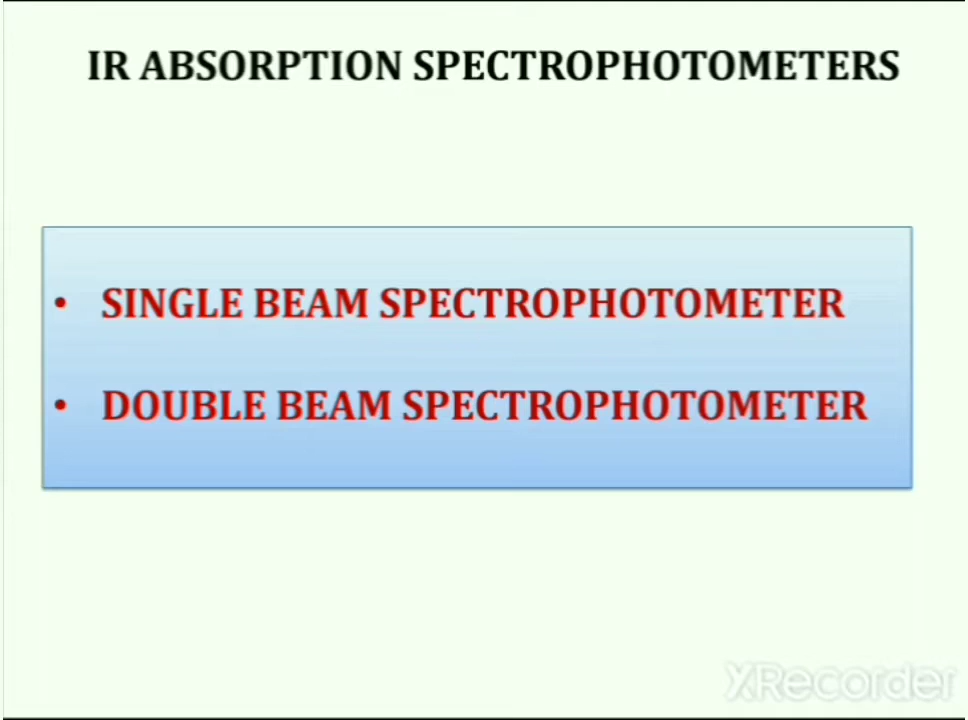 IR ABSORPTION SPECTROPHOTOMETERS
• SINGLE BEAM SPECTROPHOTOMETER
• DOUBLE BEAM SPECTROPHOTOMETER
XRecorder